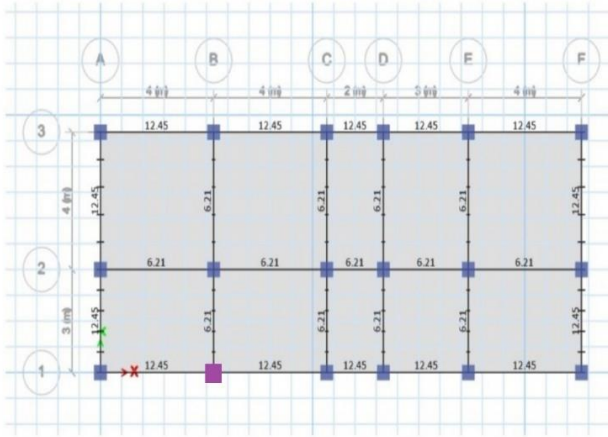 A B C D E F
4 (m) 4 (m) 2 (m) 3 (m) 4 (m)
3 12.45 12.45 12.45 12.45 12.45
4 (m) 12.45 6.21 6.21 6.21 6.21 12.45
2 6.21 6.21 6.21 6.21 6.21
3 (m) 12.45 6.21 6.21 6.21 6.21 12.45
1 12.45 12.45 12.45 12.45 12.45
X